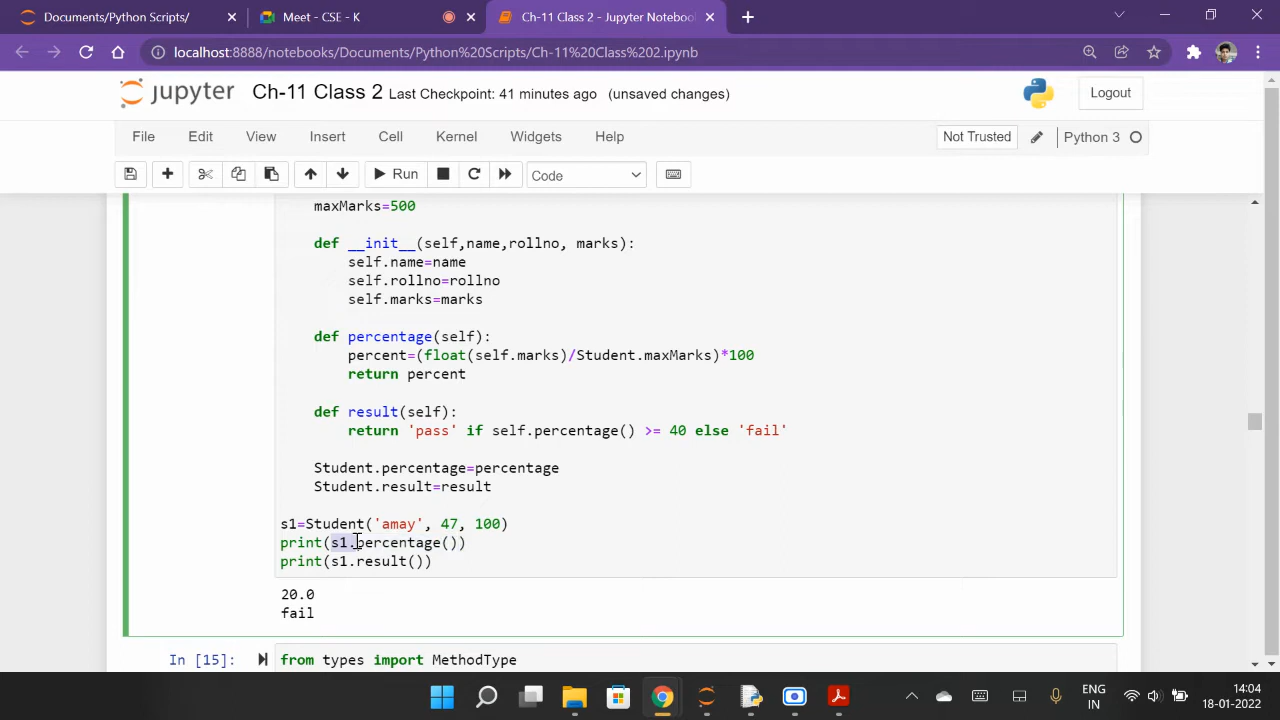 Documents/Python Scripts/
Meet - CSE - K
Ch-11 Class 2 - Jupyter Notebook
localhost:8888/notebooks/Documents/Python%20Scripts/Ch-11%20Class%202.ipynb
jupyter Ch-11 Class 2 Last Checkpoint: 41 minutes ago (unsaved changes)
Logout
File Edit View Insert Cell Kernel Widgets Help
Not Trusted
Python 3
Run
Code
maxMarks=500
def __init__(self,name,rollno, marks):
self.name=name
self.rollno=rollno
self.marks=marks
def percentage(self):
percent=(float(self.marks)/Student.maxMarks)*100
return percent
def result(self):
return 'pass' if self.percentage() >= 40 else 'fail'
Student.percentage=percentage
Student.result=result
s1=Student('amay', 47, 100)
print(s1.percentage())
print(s1.result())
20.0
fail
In [15]:
from types import MethodType
ENG
IN
14:04
18-01-2022